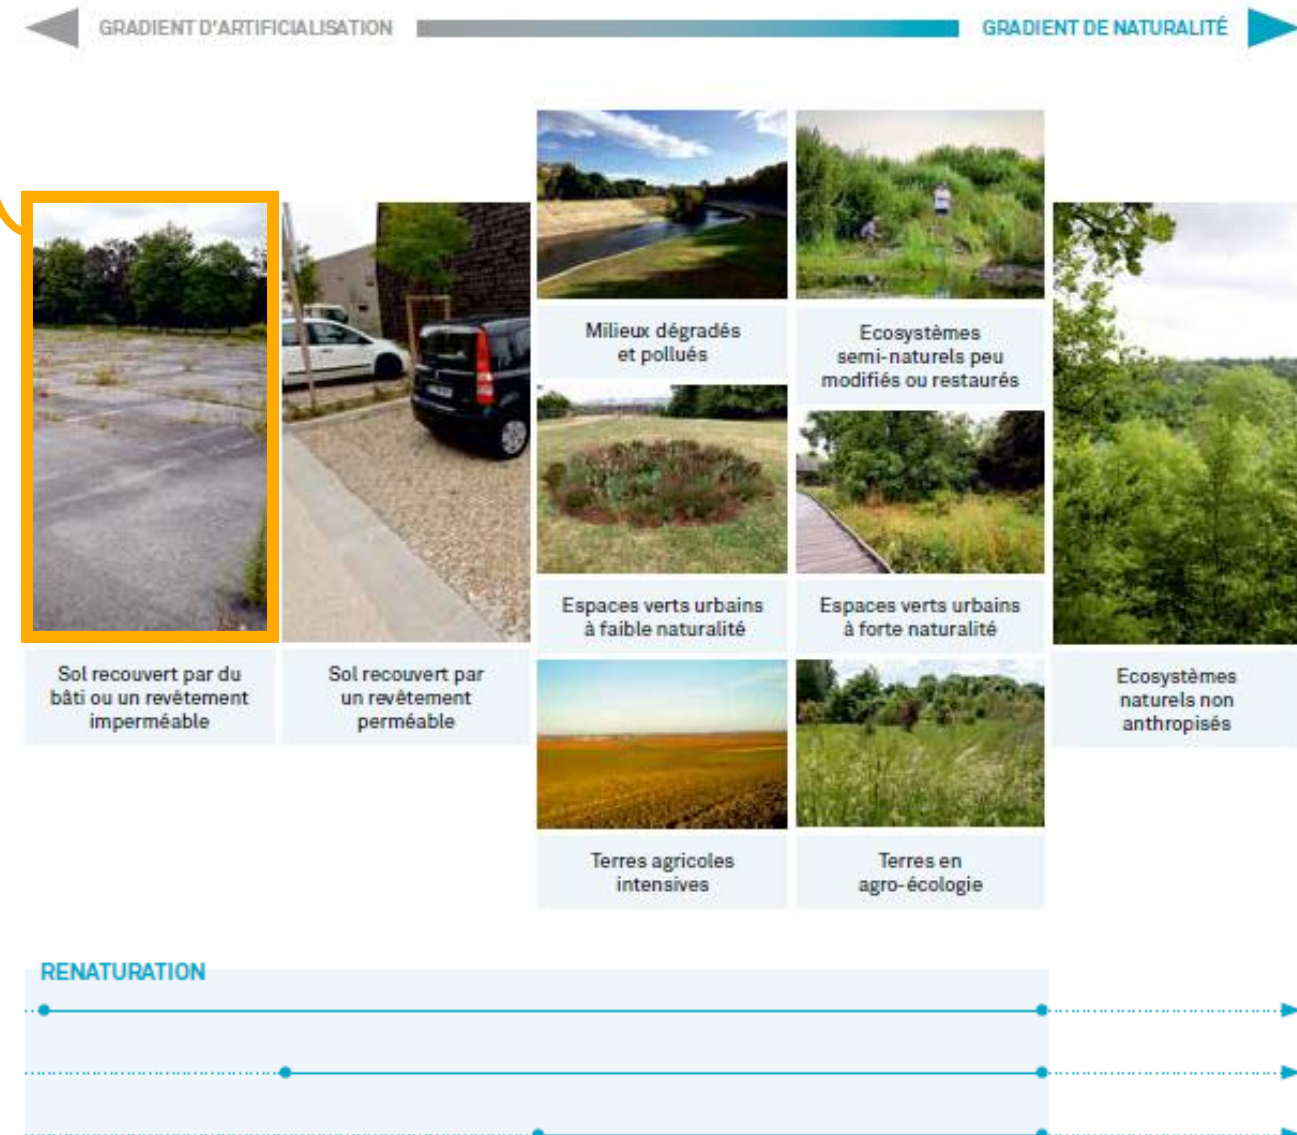 GRADIENT D'ARTIFICIALISATION
GRADIENT DE NATURALITÉ
Milieux dégradés
et pollués
Ecosystèmes
semi-naturels peu
modifiés ou restaurés
Espaces verts urbains
à faible naturalité
Espaces verts urbains
à forte naturalité
Sol recouvert par du
bâti ou un revêtement
imperméable
Sol recouvert par
un revêtement
perméable
Ecosystèmes
naturels non
anthropisés
Terres agricoles
intensives
Terres en
agro-écologie
RENATURATION